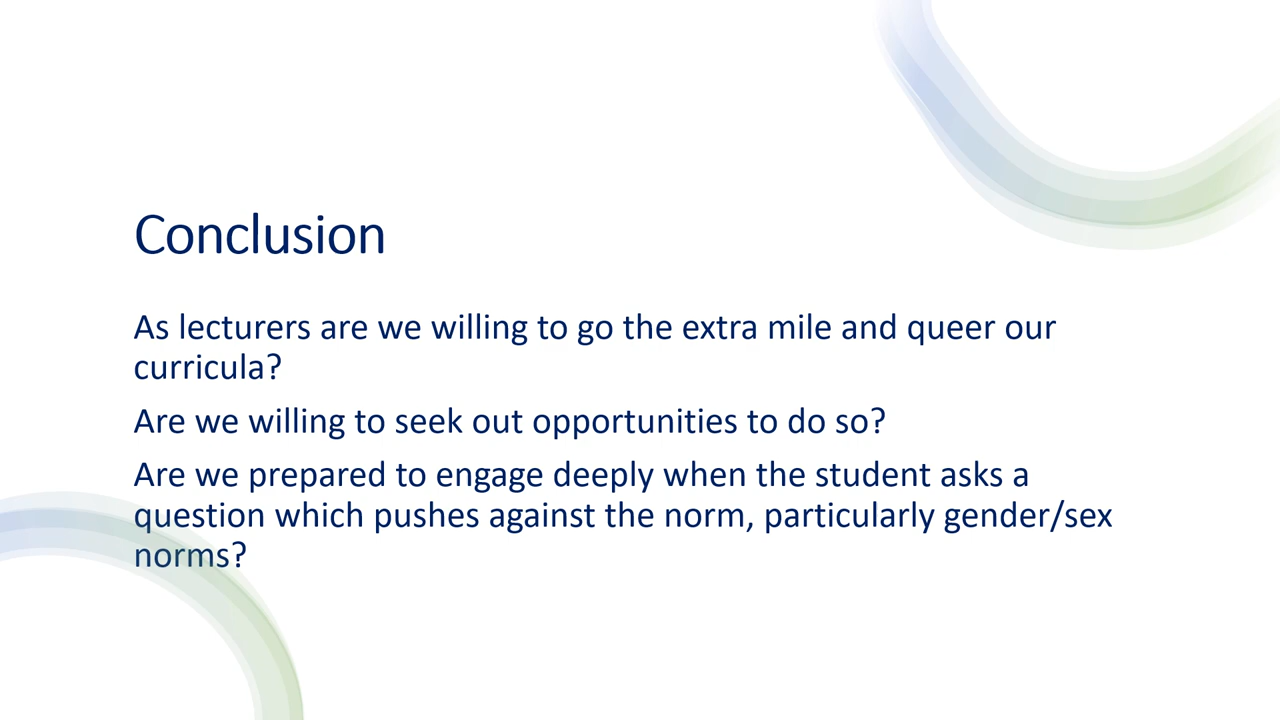 Conclusion
As lecturers are we willing to go the extra mile and queer our
curricula?
Are we willing to seek out opportunities to do so?
Are we prepared to engage deeply when the student asks a
question which pushes against the norm, particularly gender/sex
norms?